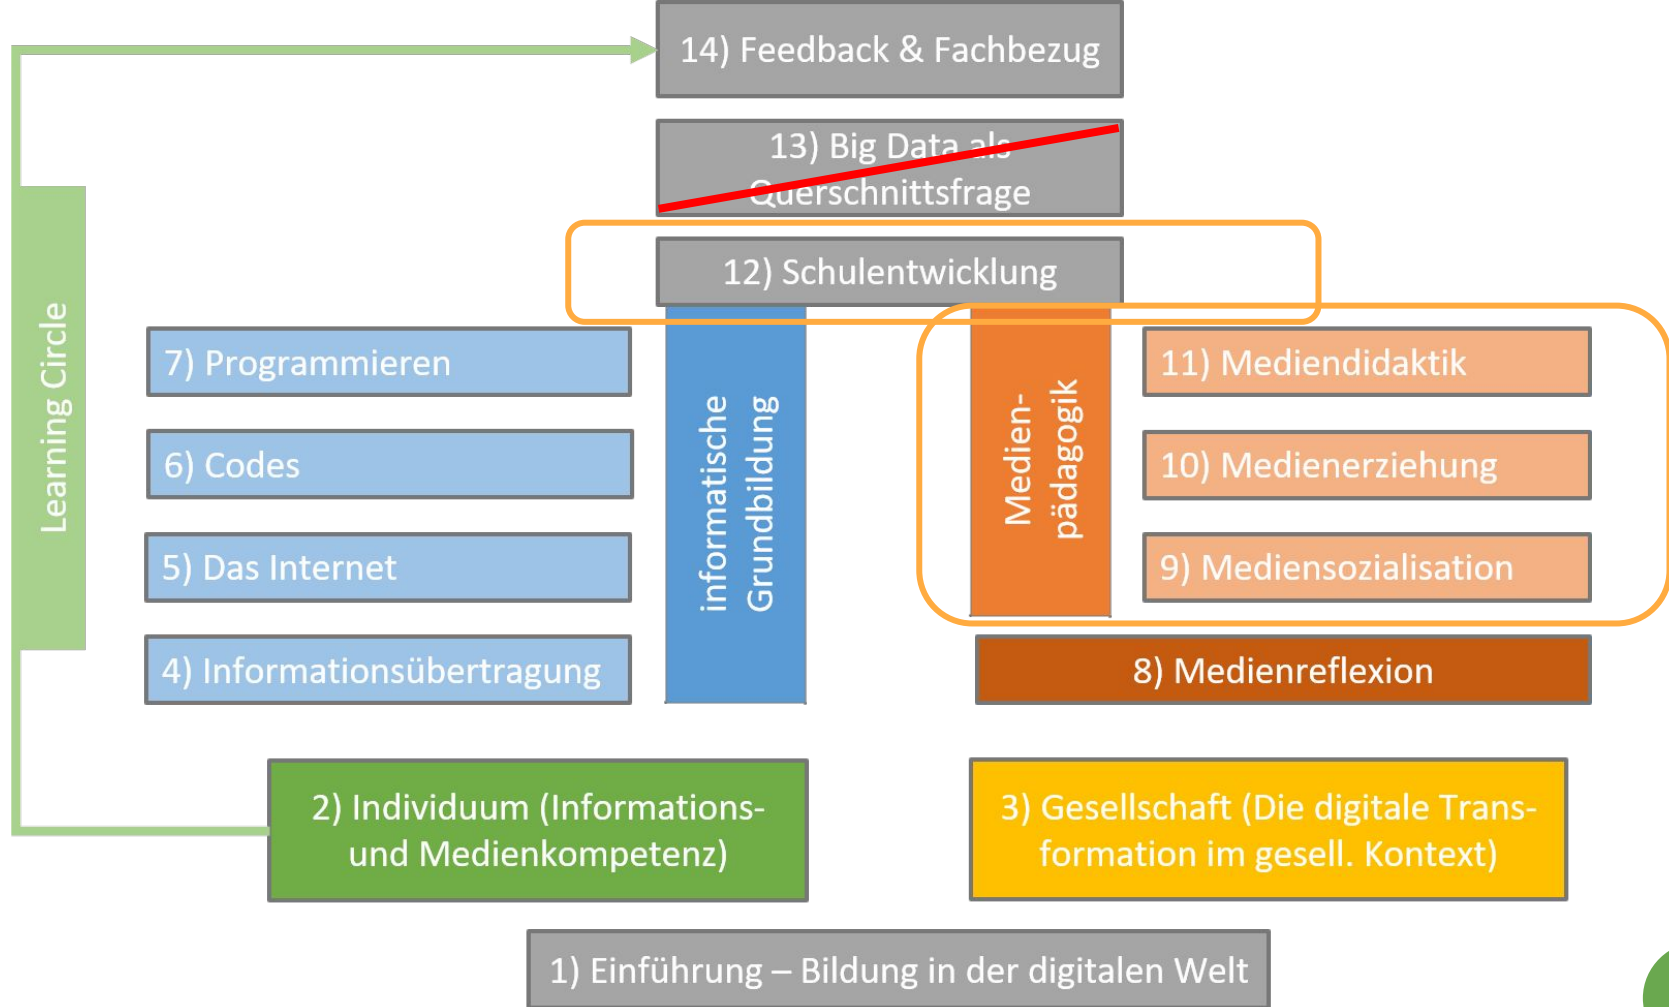 14) Feedback & Fachbezug
13) Big Data als
Querschnittsfrage
12) Schulentwicklung
Learning Circle
7) Programmieren
6) Codes
5) Das Internet
4) Informationsübertragung
informatische
Grundbildung
Medien-
pädagogik
11) Mediendidaktik
10) Medienerziehung
9) Mediensozialisation
8) Medienreflexion
2) Individuum (Informations-
und Medienkompetenz)
3) Gesellschaft (Die digitale Trans-
formation im gesell. Kontext)
1) Einführung – Bildung in der digitalen Welt